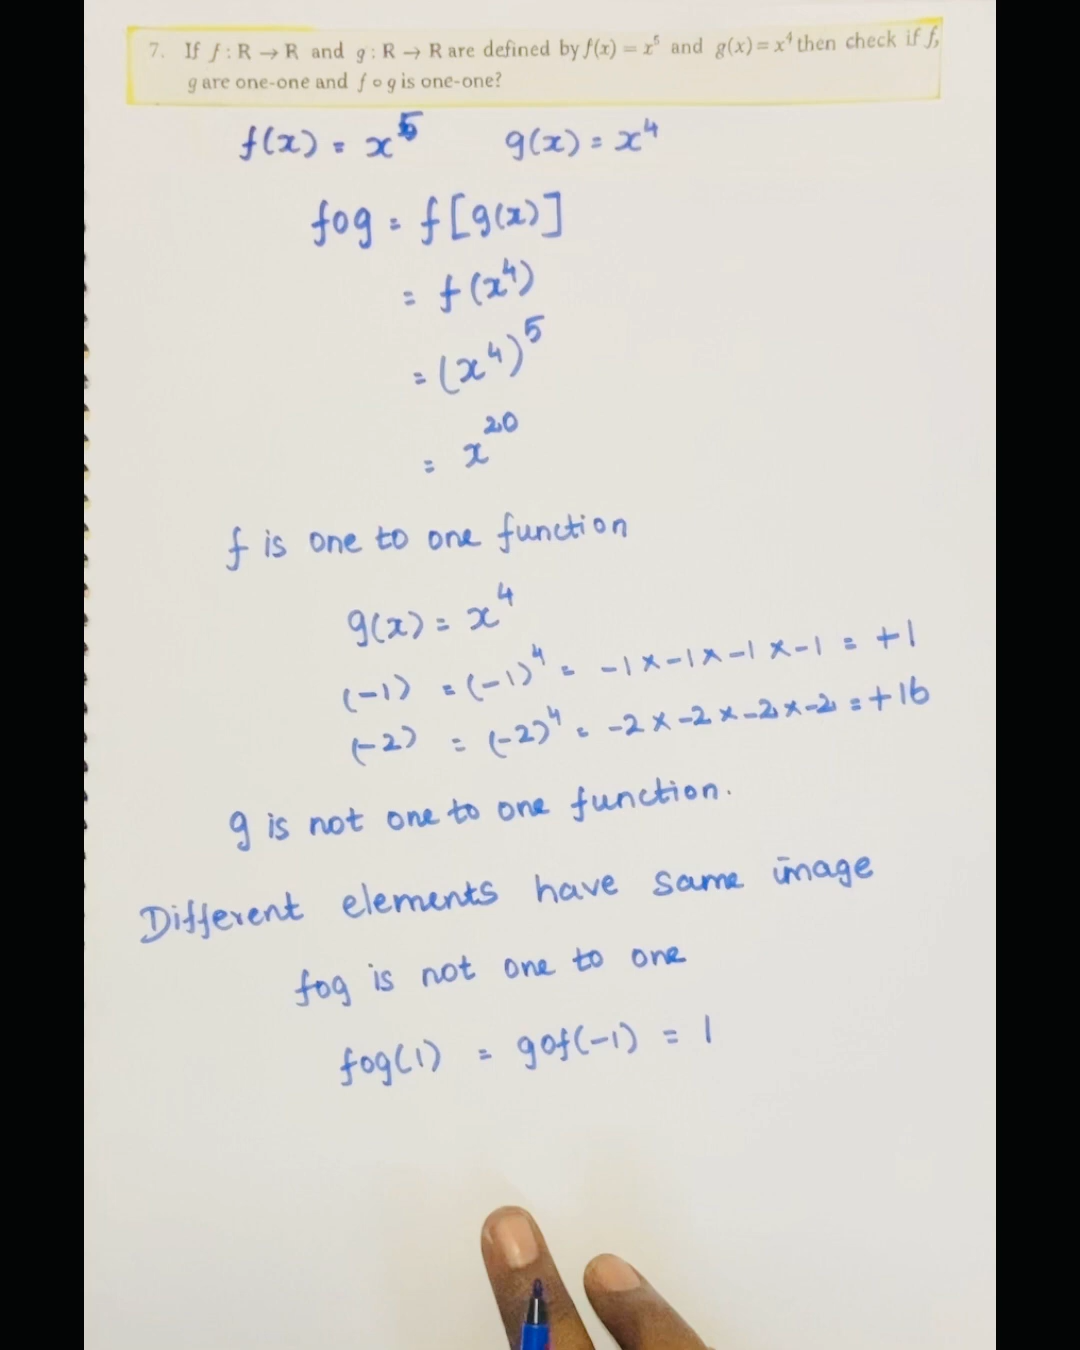 7. If f : R → R and g : R → R are defined by f(x) = x⁵ and g(x) = x⁴ then check if f,
g are one-one and f ∘ g is one-one?
f(x) = x⁵ g(x) = x⁴
fog = f[g(x)]
= f(x⁴)
= (x⁴)⁵
= x²⁰
f is one to one function
g(x) = x⁴
(-1) = (-1)⁴ = -1 × -1 × -1 × -1 = +1
(-2) = (-2)⁴ = -2 × -2 × -2 × -2 = +16
g is not one to one function.
Different elements have same image
fog is not one to one
fog(1) = gof(-1) = 1